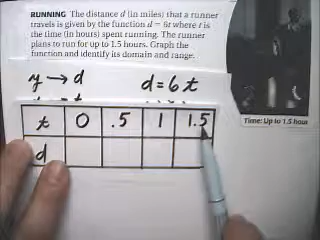 RUNNING The distance d (in miles) that a runner
travels is given by the function d = 6t where t is
the time (in hours) spent running. The runner
plans to run for up to 1.5 hours. Graph the
function and identify its domain and range.
Time: Up to 1.5 hour
y → d d = 6t
t 0 .5 1 1.5
d